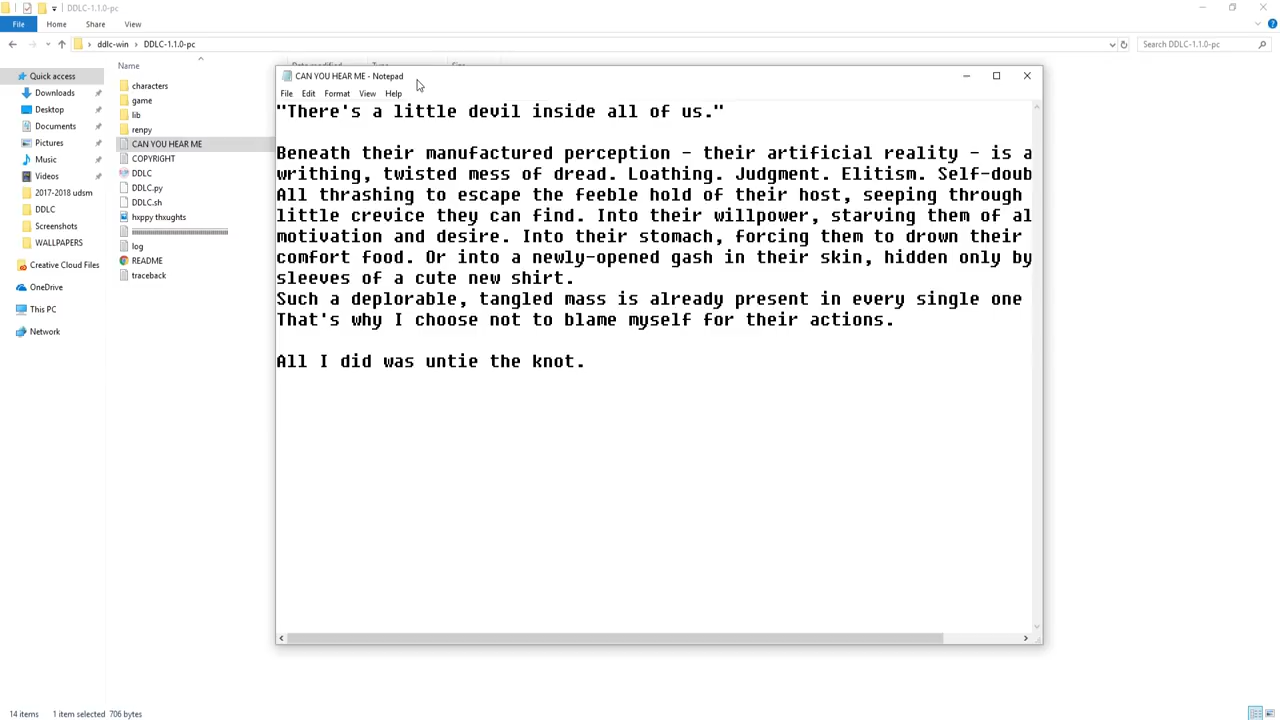 DDLC-1.1.0-pc
File Home Share View
ddlc-win DDLC-1.1.0-pc
Search DDLC-1.1.0-pc
Quick access
Downloads
Desktop
Documents
Pictures
Music
Videos
2017-2018 udsm
DDLC
Screenshots
WALLPAPERS
Creative Cloud Files
OneDrive
This PC
Network
Name
characters
game
lib
renpy
CAN YOU HEAR ME
COPYRIGHT
DDLC
DDLC.py
DDLC.sh
hxppy thxughts
log
README
traceback
CAN YOU HEAR ME - Notepad
File Edit Format View Help
"There's a little devil inside all of us."
Beneath their manufactured perception - their artificial reality - is a
writhing, twisted mess of dread. Loathing. Judgment. Elitism. Self-doub
All thrashing to escape the feeble hold of their host, seeping through
little crevice they can find. Into their willpower, starving them of al
motivation and desire. Into their stomach, forcing them to drown their
comfort food. Or into a newly-opened gash in their skin, hidden only by
sleeves of a cute new shirt.
Such a deplorable, tangled mass is already present in every single one
That's why I choose not to blame myself for their actions.
All I did was untie the knot.
14 items 1 item selected 706 bytes